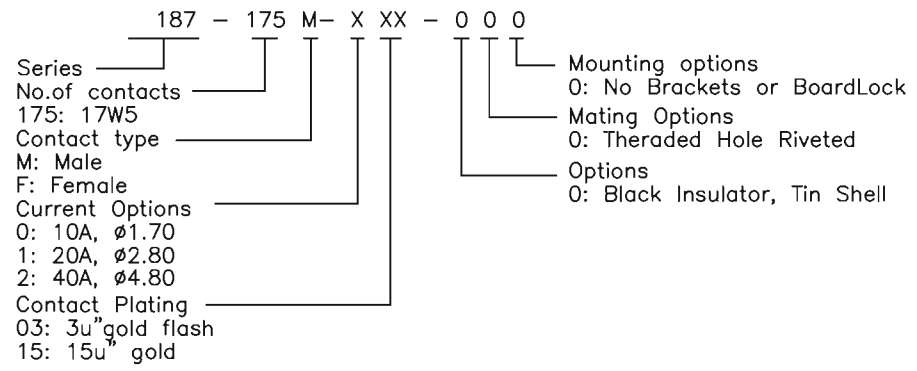 187 - 175 M- X XX - 0 0 0
Series
No.of contacts
175: 17W5
Contact type
M: Male
F: Female
Current Options
0: 10A, ø1.70
1: 20A, ø2.80
2: 40A, ø4.80
Contact Plating
03: 3u"gold flash
15: 15u" gold
Mounting options
0: No Brackets or BoardLock
Mating Options
0: Theraded Hole Riveted
Options
0: Black Insulator, Tin Shell